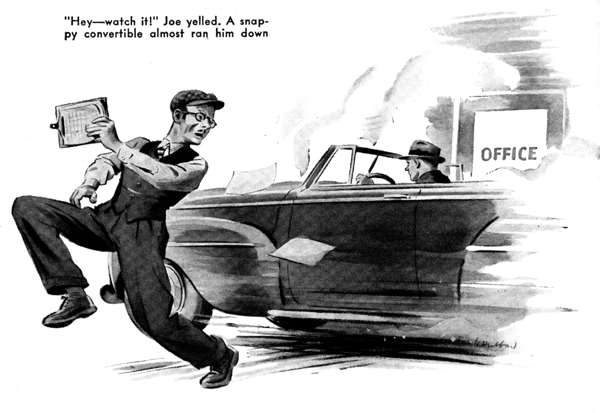 "Hey—watch it!" Joe yelled. A snap-
py convertible almost ran him down
OFFICE